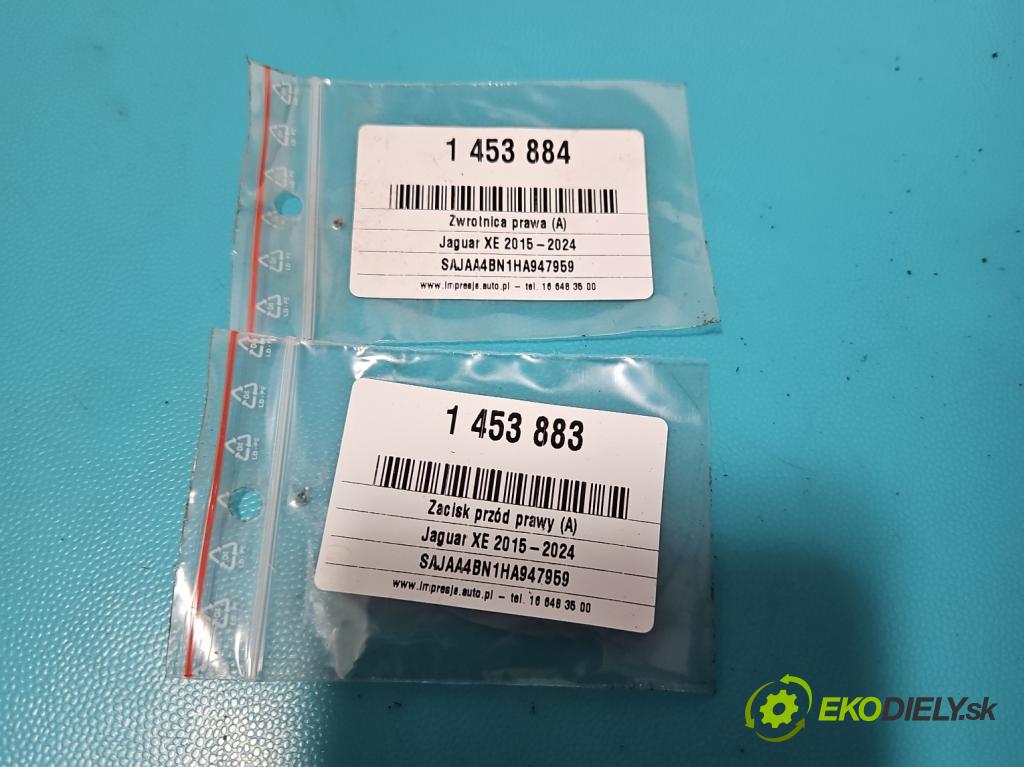 1 453 884
Zwrotnica prawa (A)
Jaguar XE 2015–2024
SAJAA4BN1HA947959
www.impresja.auto.pl – tel. 16 648 35 00
1 453 883
Zacisk przód prawy (A)
Jaguar XE 2015–2024
SAJAA4BN1HA947959
www.impresja.auto.pl – tel. 16 648 35 00
EKODIELY.sk